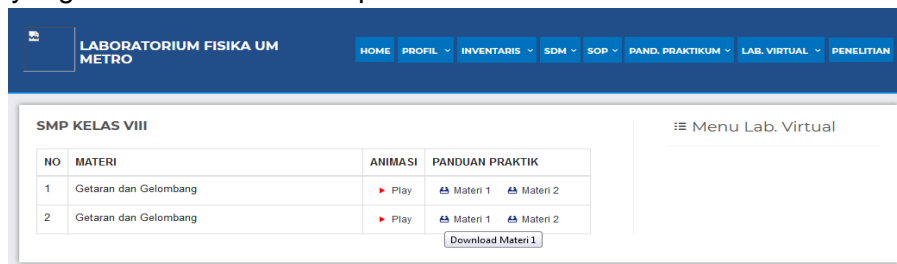 LABORATORIUM FISIKA UM
METRO
HOME PROFIL INVENTARIS SDM SOP PAND. PRAKTIKUM LAB. VIRTUAL PENELITIAN
SMP KELAS VIII
Menu Lab. Virtual
NO MATERI ANIMASI PANDUAN PRAKTIK
1 Getaran dan Gelombang Play Materi 1 Materi 2
2 Getaran dan Gelombang Play Materi 1 Materi 2
Download Materi 1